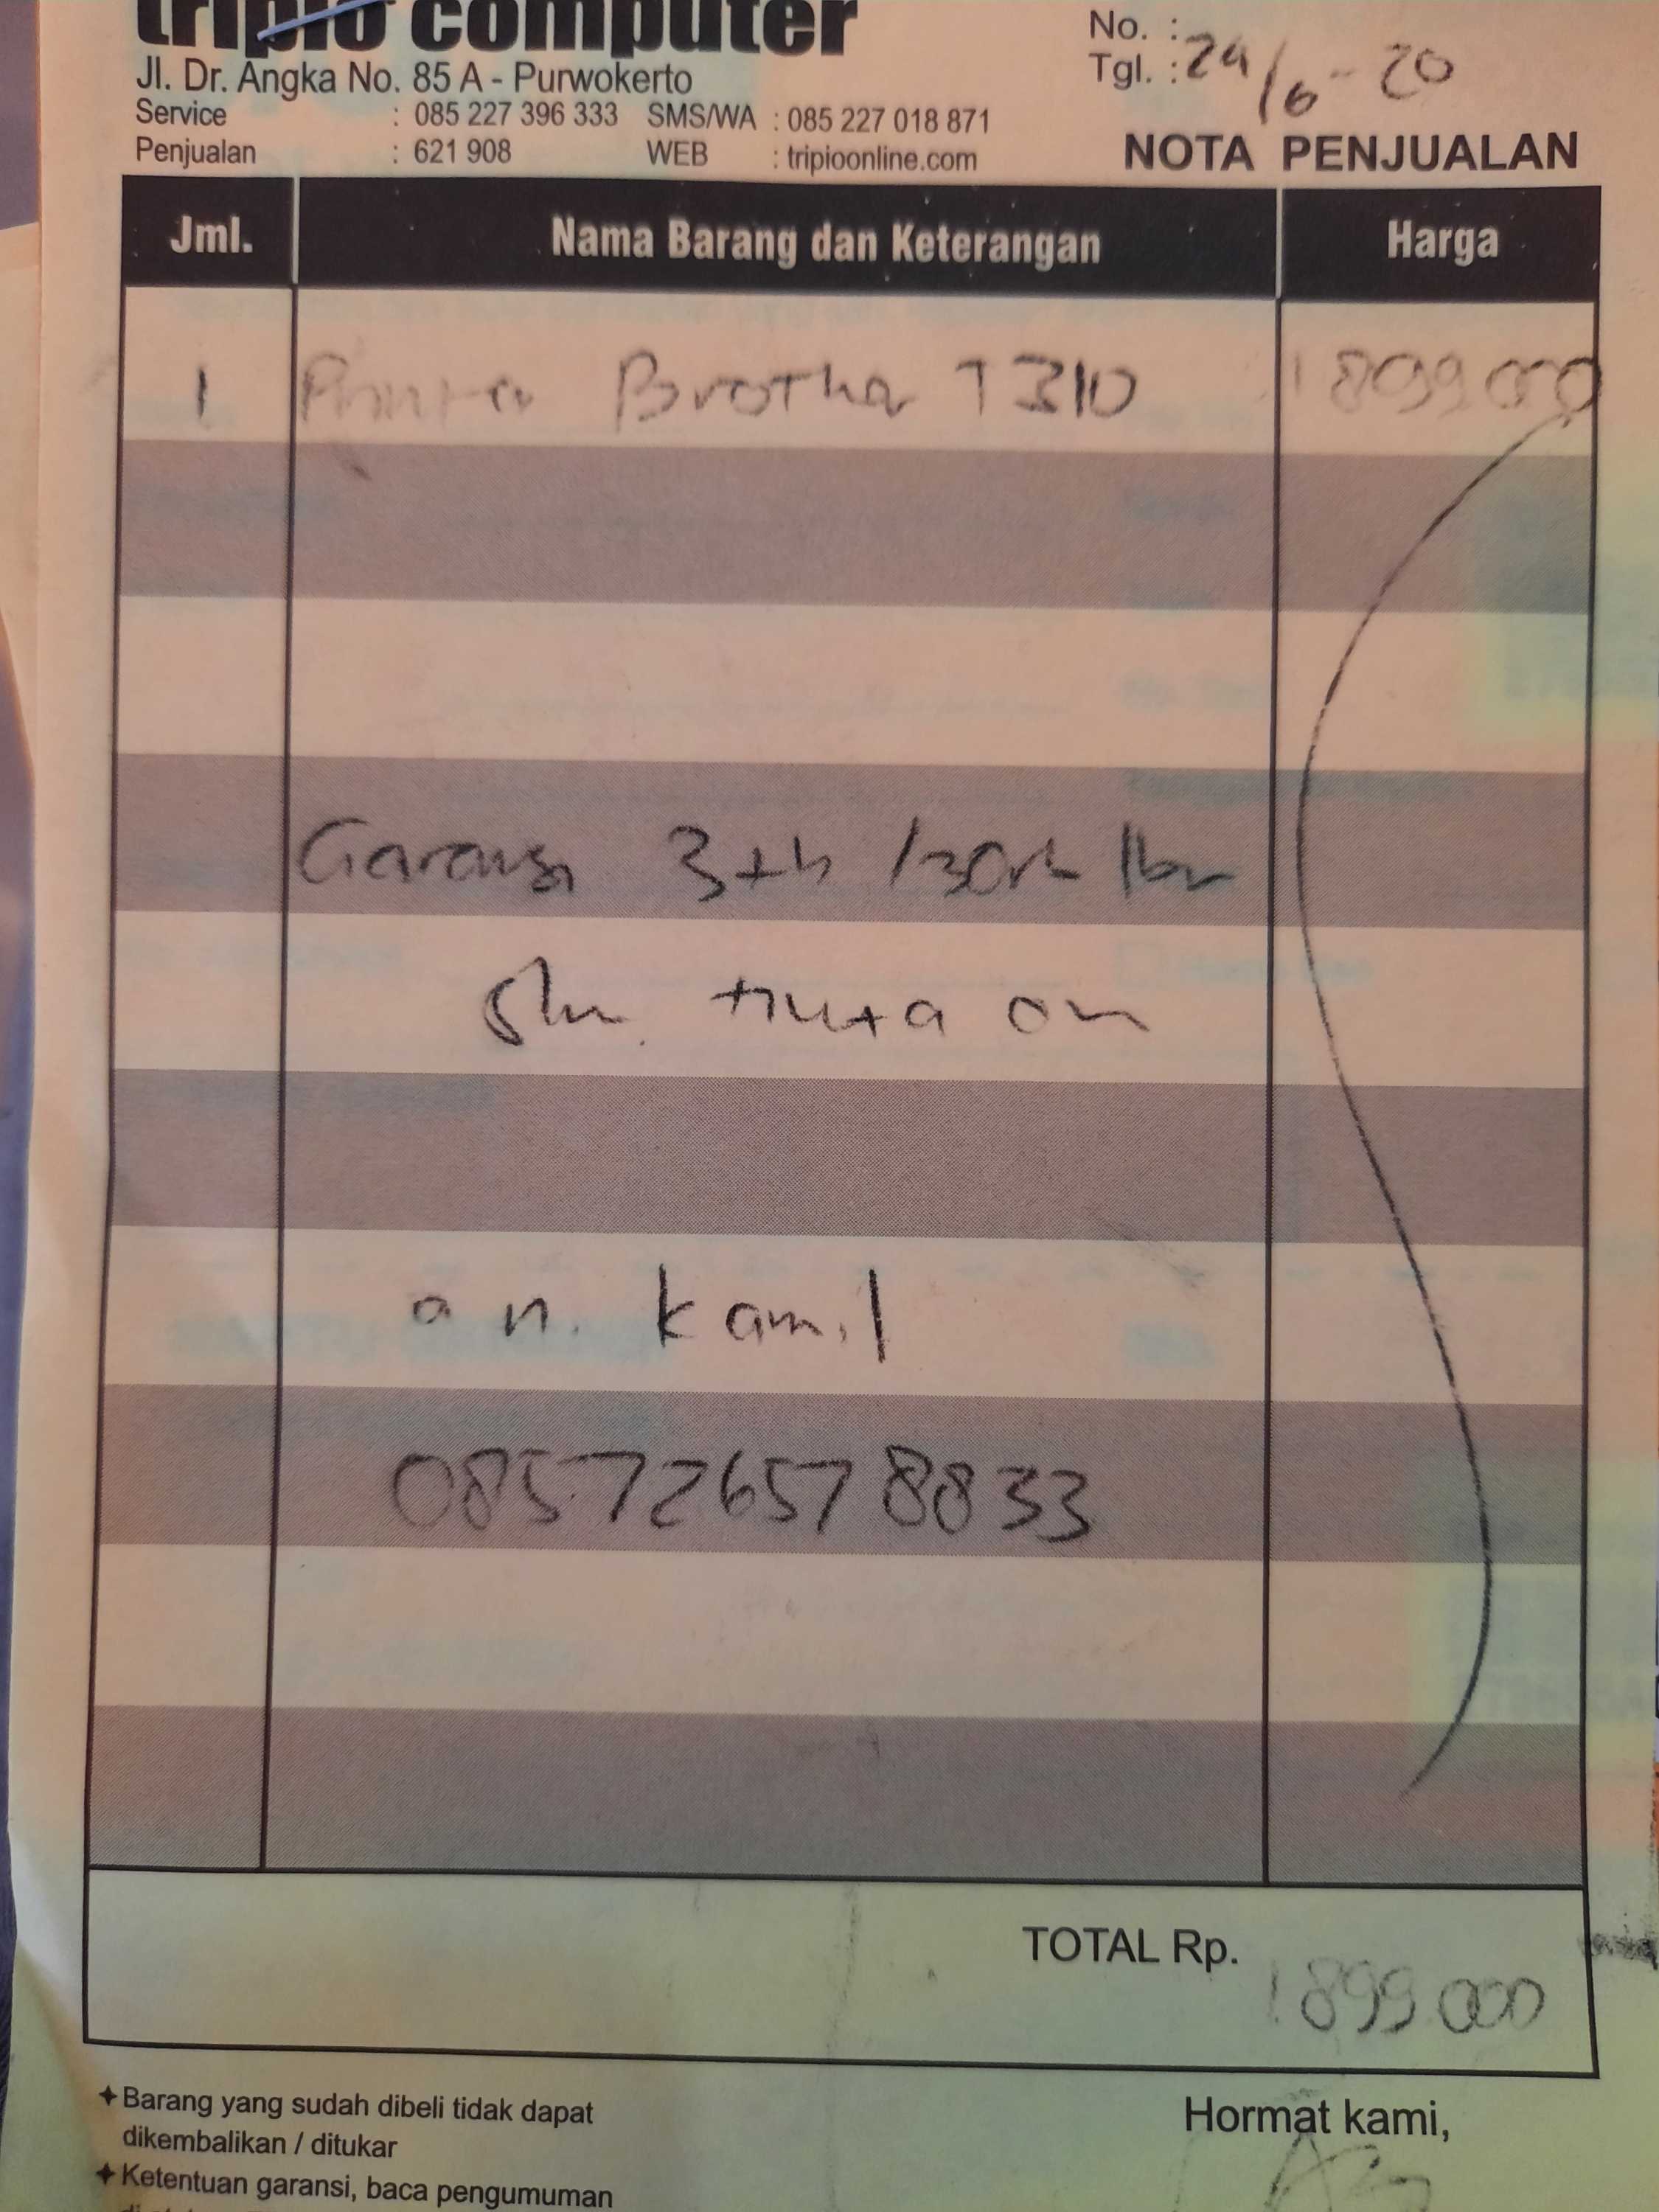 tripio computer
Jl. Dr. Angka No. 85 A - Purwokerto
Service : 085 227 396 333 SMS/WA : 085 227 018 871
Penjualan : 621 908 WEB : tripioonline.com
No. :
Tgl. : 24/6-20
NOTA PENJUALAN
Jml. Nama Barang dan Keterangan Harga
1 Printer Brother T310 1899000
Garansi 3th /30rb lbr
tinta ori
an. kamil
085726578833
TOTAL Rp. 1899000
✦ Barang yang sudah dibeli tidak dapat
dikembalikan / ditukar
✦ Ketentuan garansi, baca pengumuman
Hormat kami,